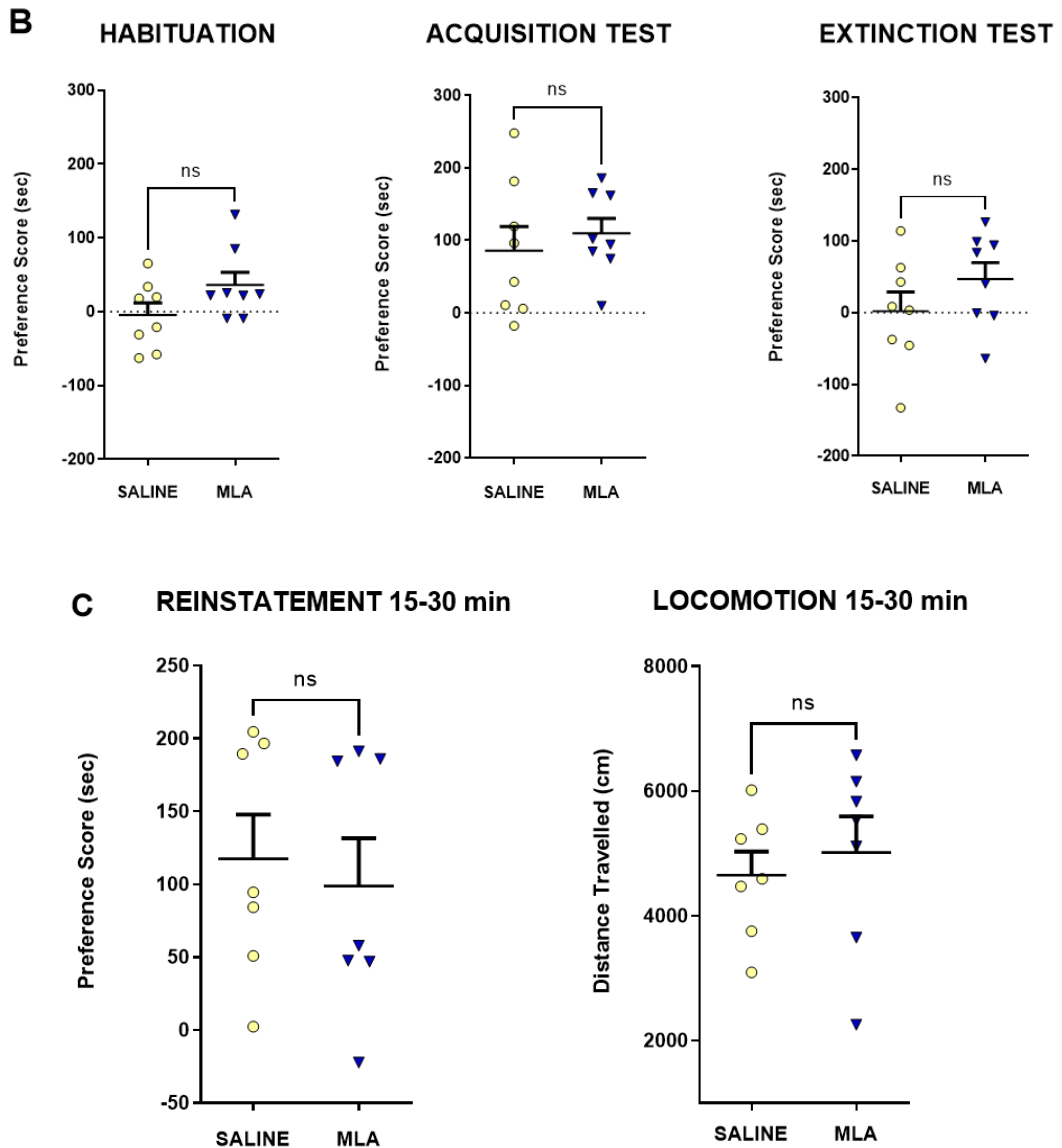 B
HABITUATION
ACQUISITION TEST
EXTINCTION TEST
Preference Score (sec)
300
200
100
0
-100
-200
ns
SALINE
MLA
Preference Score (sec)
300
200
100
0
-100
-200
ns
SALINE
MLA
Preference Score (sec)
300
200
100
0
-100
-200
ns
SALINE
MLA
C
REINSTATEMENT 15-30 min
LOCOMOTION 15-30 min
Preference Score (sec)
250
200
150
100
50
0
-50
ns
SALINE
MLA
Distance Travelled (cm)
8000
6000
4000
2000
ns
SALINE
MLA